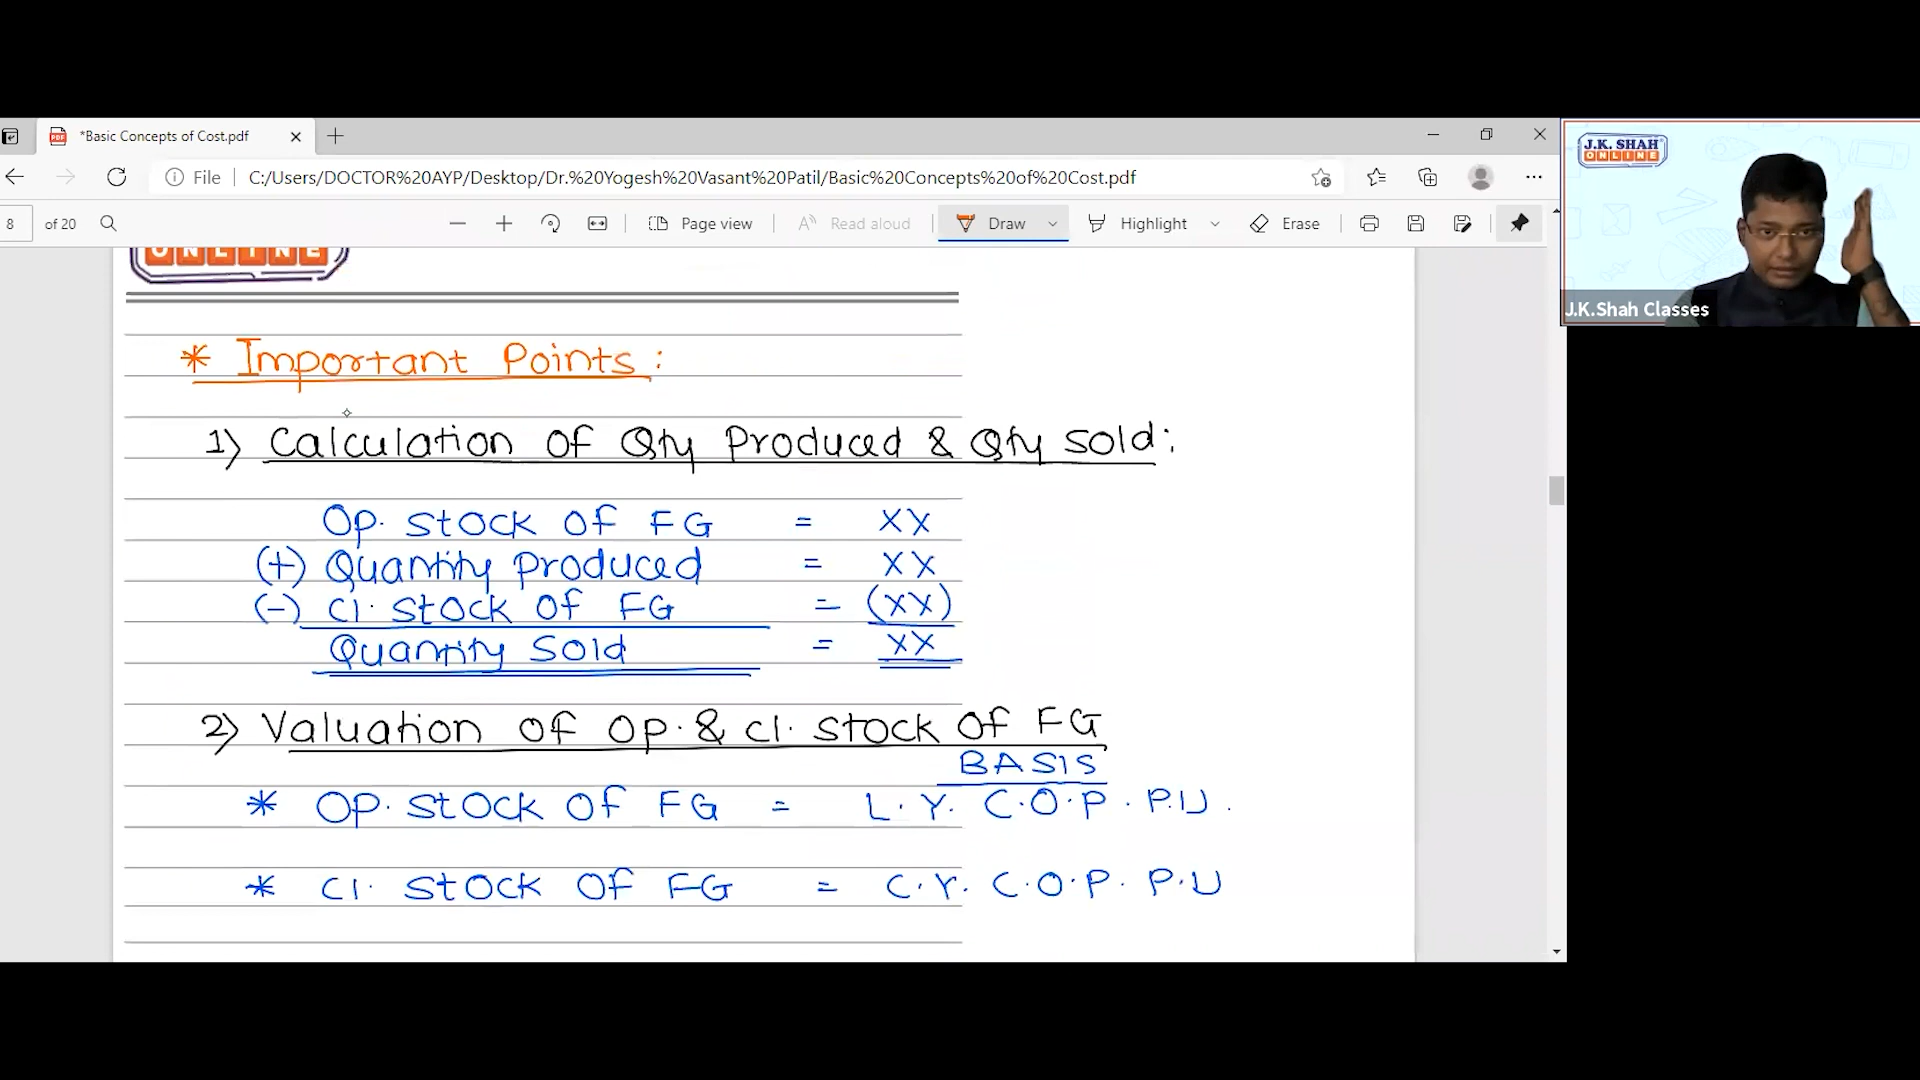 *Basic Concepts of Cost.pdf
File C:/Users/DOCTOR%20AYP/Desktop/Dr.%20Yogesh%20Vasant%20Patil/Basic%20Concepts%20of%20Cost.pdf
8 of 20 Page view Read aloud Draw Highlight Erase
J.K. SHAH
ONLINE
J.K.Shah Classes
ONLINE
* Important Points :
1) Calculation of Qty Produced & Qty Sold :
Op. Stock of FG = XX
(+) Quantity Produced = XX
(-) Cl. Stock of FG = (XX)
Quantity Sold = XX
2) Valuation of Op. & Cl. Stock of FG
BASIS
* Op. Stock of FG = L.Y. C.O.P. P.U.
* Cl. Stock of FG = C.Y. C.O.P. P.U